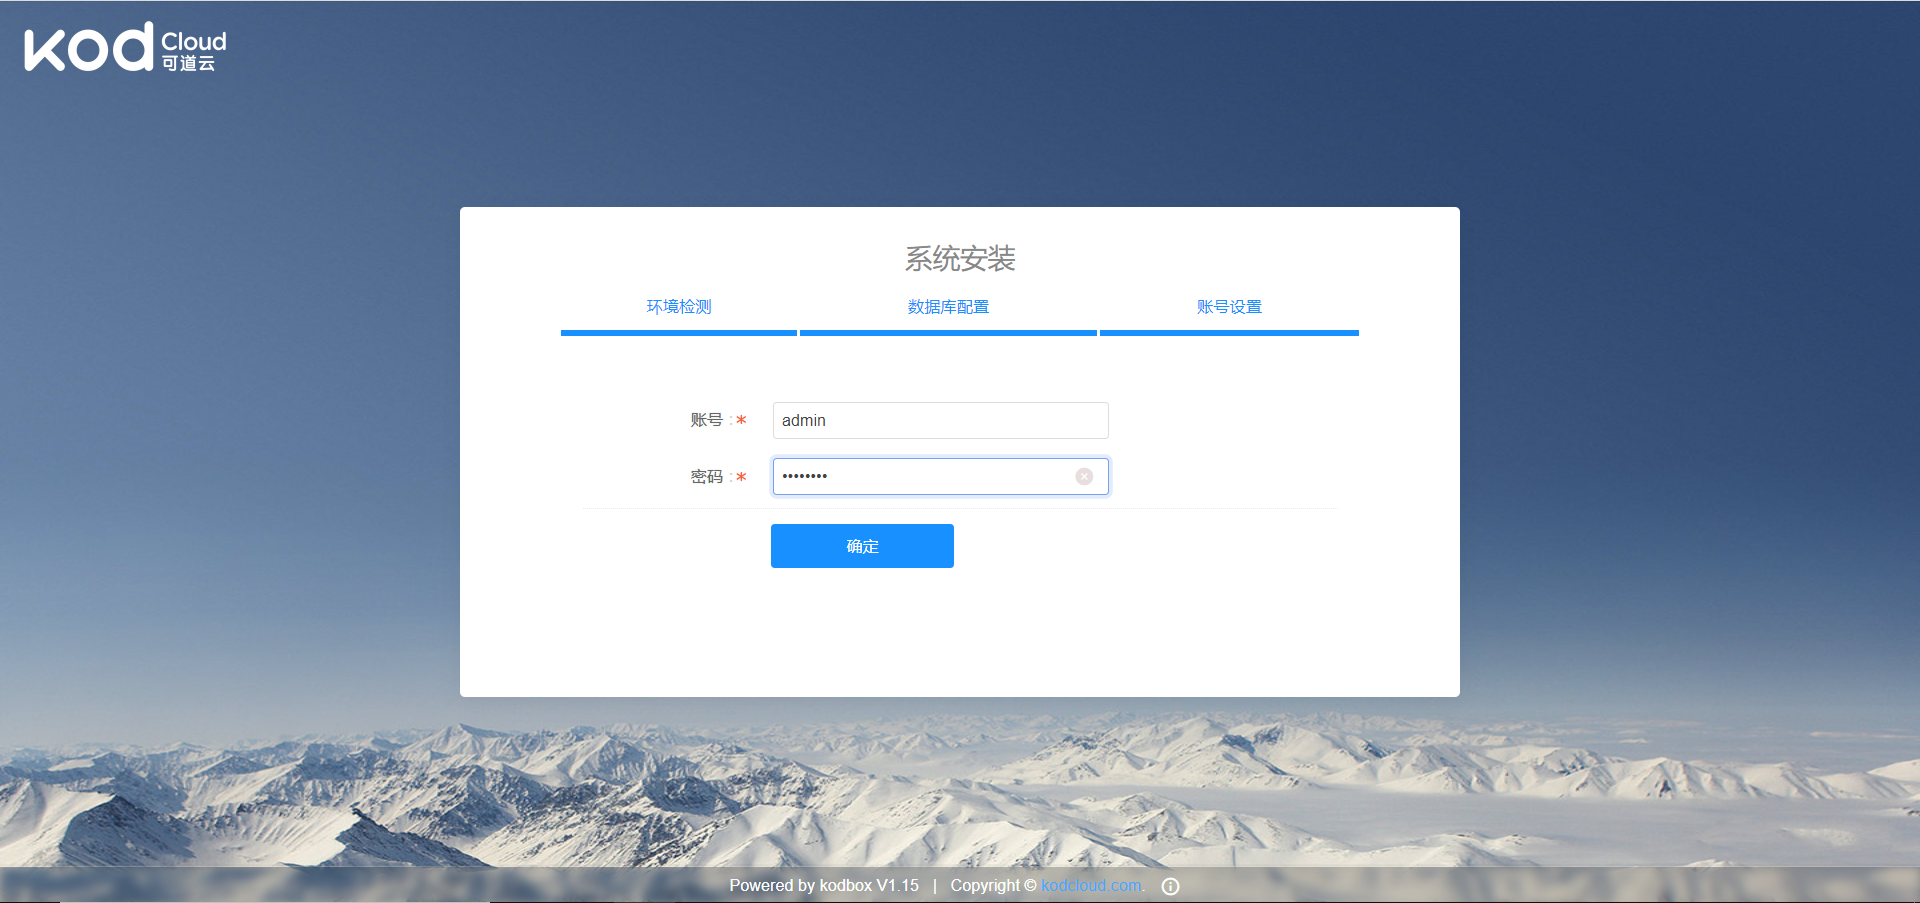 kod Cloud
可道云
系统安装
环境检测 数据库配置 账号设置
账号 :* admin
密码 :* ••••••••
确定
Powered by kodbox V1.15 | Copyright © kodcloud.com.